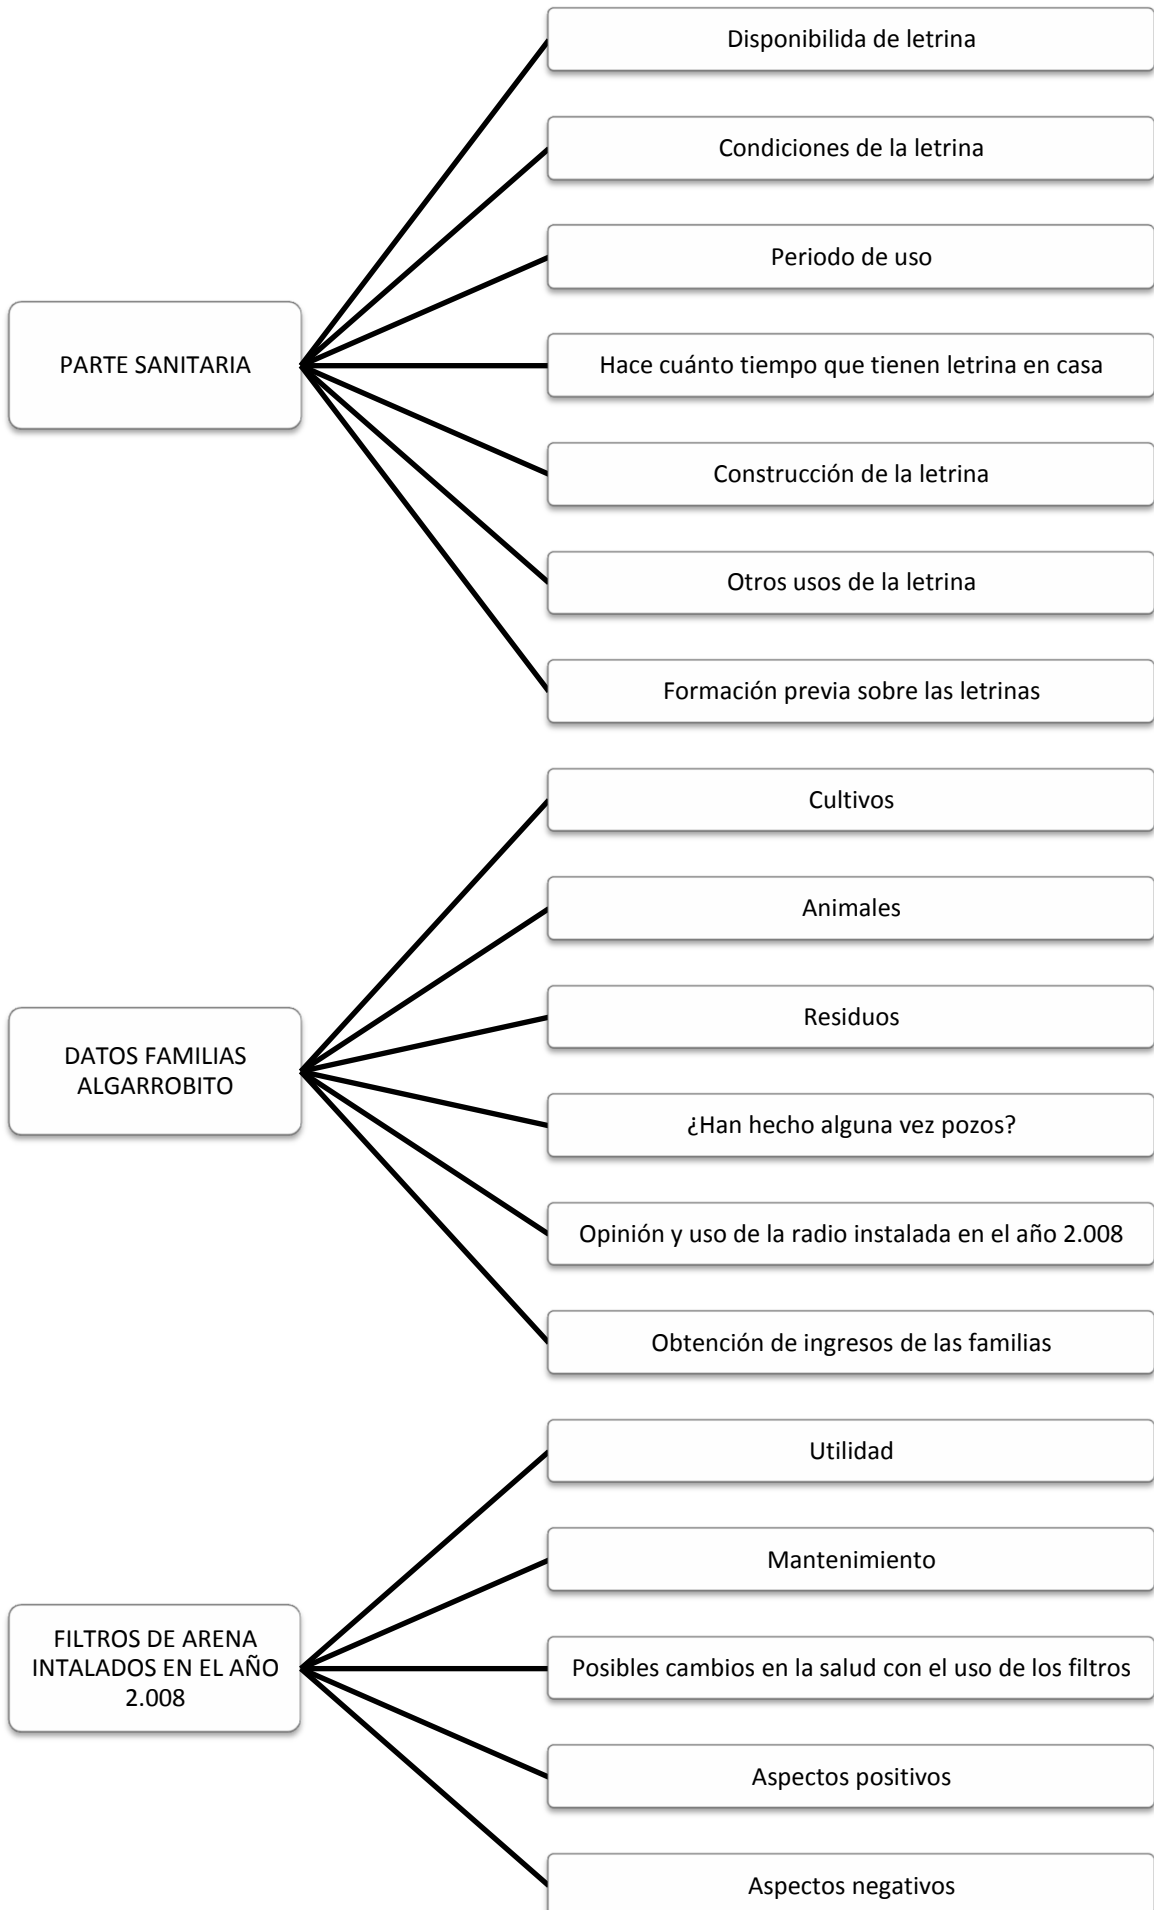 PARTE SANITARIA
Disponibilida de letrina
Condiciones de la letrina
Periodo de uso
Hace cuánto tiempo que tienen letrina en casa
Construcción de la letrina
Otros usos de la letrina
Formación previa sobre las letrinas
DATOS FAMILIAS
ALGARROBITO
Cultivos
Animales
Residuos
¿Han hecho alguna vez pozos?
Opinión y uso de la radio instalada en el año 2.008
Obtención de ingresos de las familias
FILTROS DE ARENA
INTALADOS EN EL AÑO
2.008
Utilidad
Mantenimiento
Posibles cambios en la salud con el uso de los filtros
Aspectos positivos
Aspectos negativos